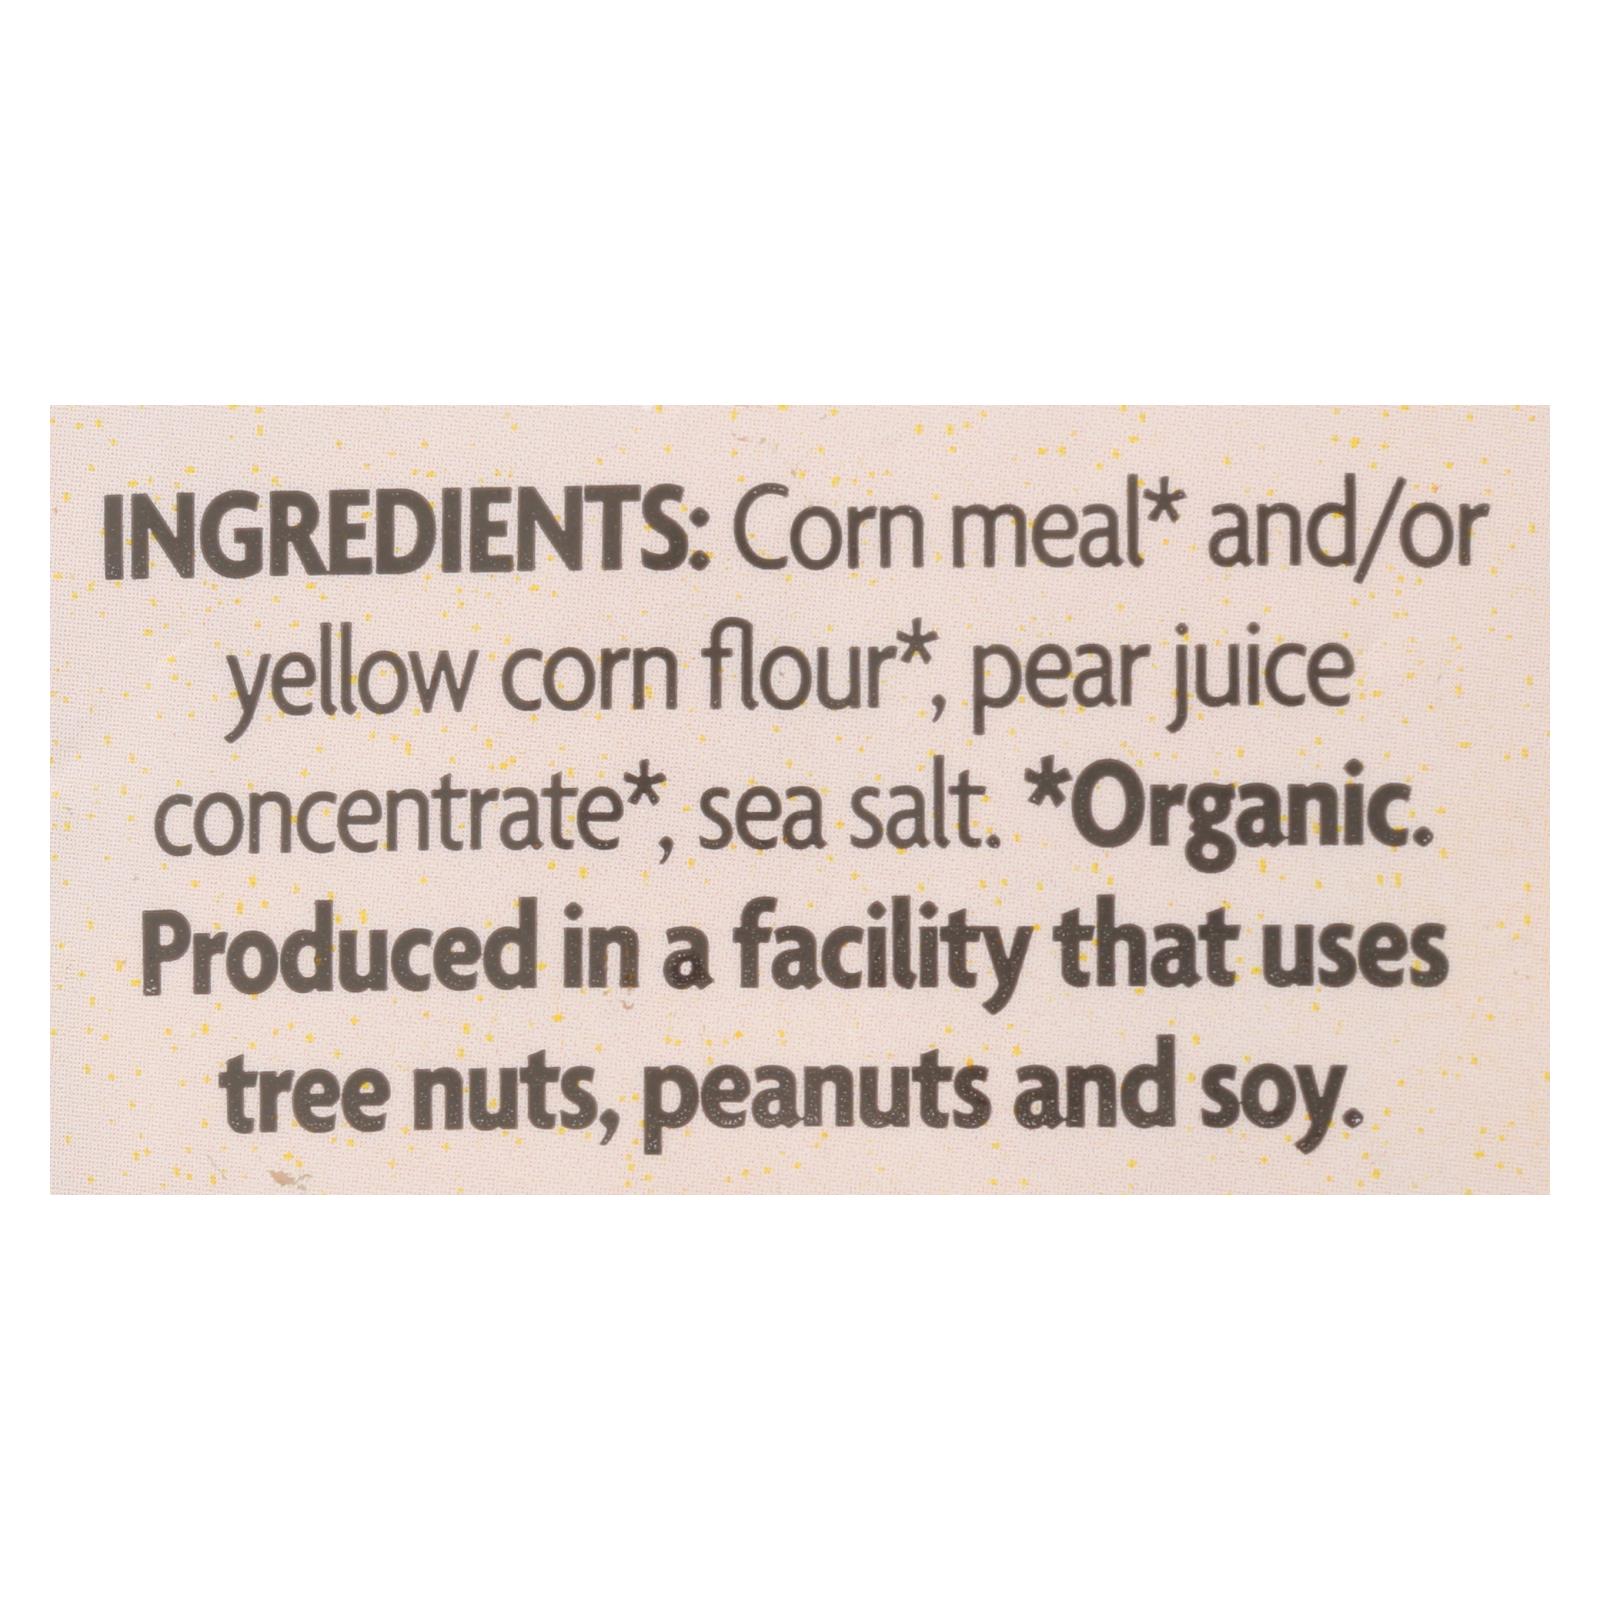 INGREDIENTS: Corn meal* and/or
yellow corn flour*, pear juice
concentrate*, sea salt. *Organic.
Produced in a facility that uses
tree nuts, peanuts and soy.